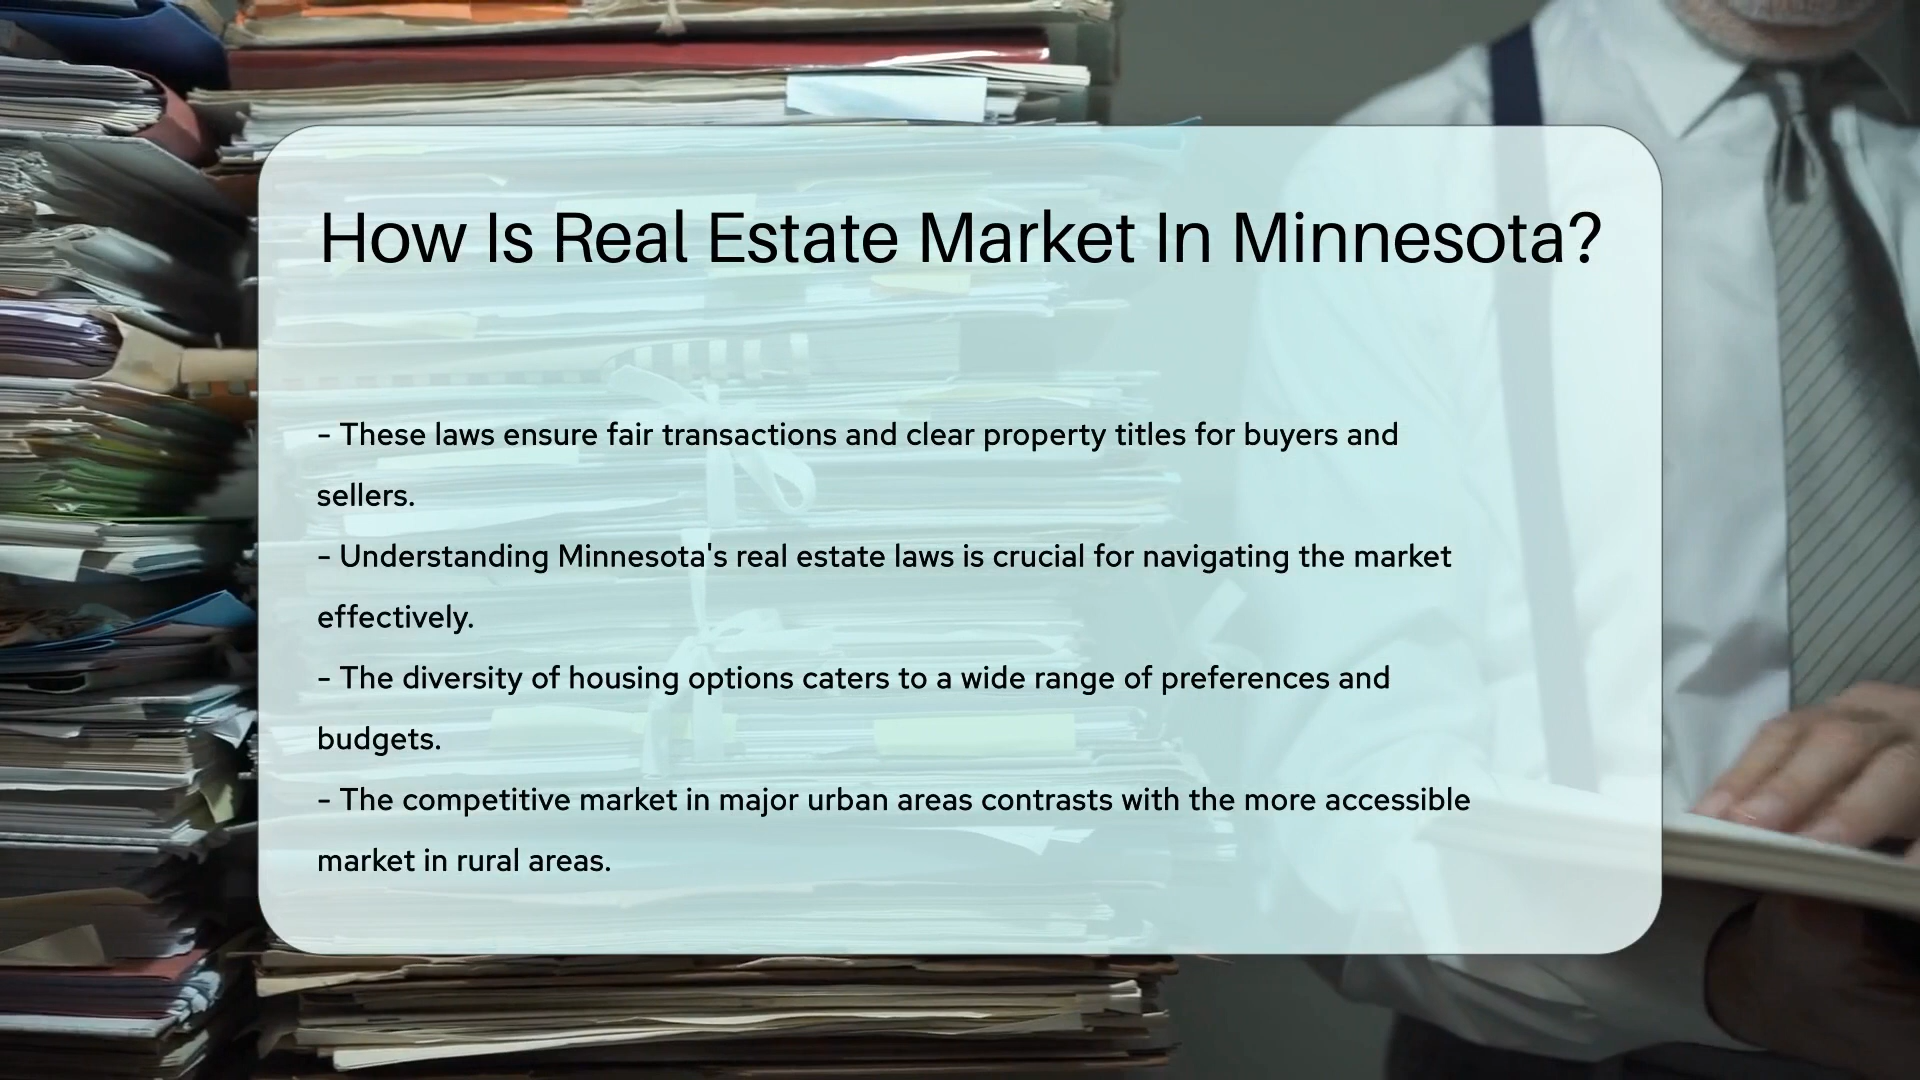 How Is Real Estate Market In Minnesota?
- These laws ensure fair transactions and clear property titles for buyers and
sellers.
- Understanding Minnesota's real estate laws is crucial for navigating the market
effectively.
- The diversity of housing options caters to a wide range of preferences and
budgets.
- The competitive market in major urban areas contrasts with the more accessible
market in rural areas.